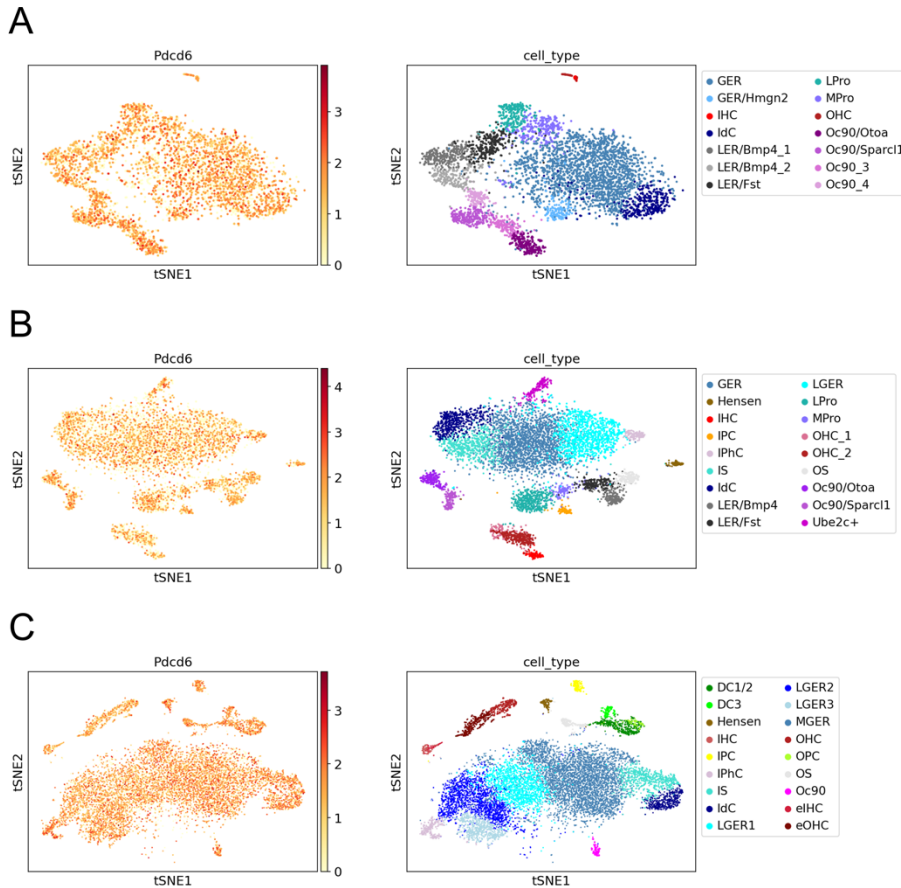 A
Pdcd6
cell_type
tSNE2
tSNE1
3
2
1
0
tSNE2
tSNE1
GER
GER/Hmgn2
IHC
IdC
LER/Bmp4_1
LER/Bmp4_2
LER/Fst
LPro
MPro
OHC
Oc90/Otoa
Oc90/Sparcl1
Oc90_3
Oc90_4
B
Pdcd6
cell_type
tSNE2
tSNE1
4
3
2
1
0
tSNE2
tSNE1
GER
Hensen
IHC
IPC
IPhC
IS
IdC
LER/Bmp4
LER/Fst
LGER
LPro
MPro
OHC_1
OHC_2
OS
Oc90/Otoa
Oc90/Sparcl1
Ube2c+
C
Pdcd6
cell_type
tSNE2
tSNE1
3
2
1
0
tSNE2
tSNE1
DC1/2
DC3
Hensen
IHC
IPC
IPhC
IS
IdC
LGER1
LGER2
LGER3
MGER
OHC
OPC
OS
Oc90
eIHC
eOHC